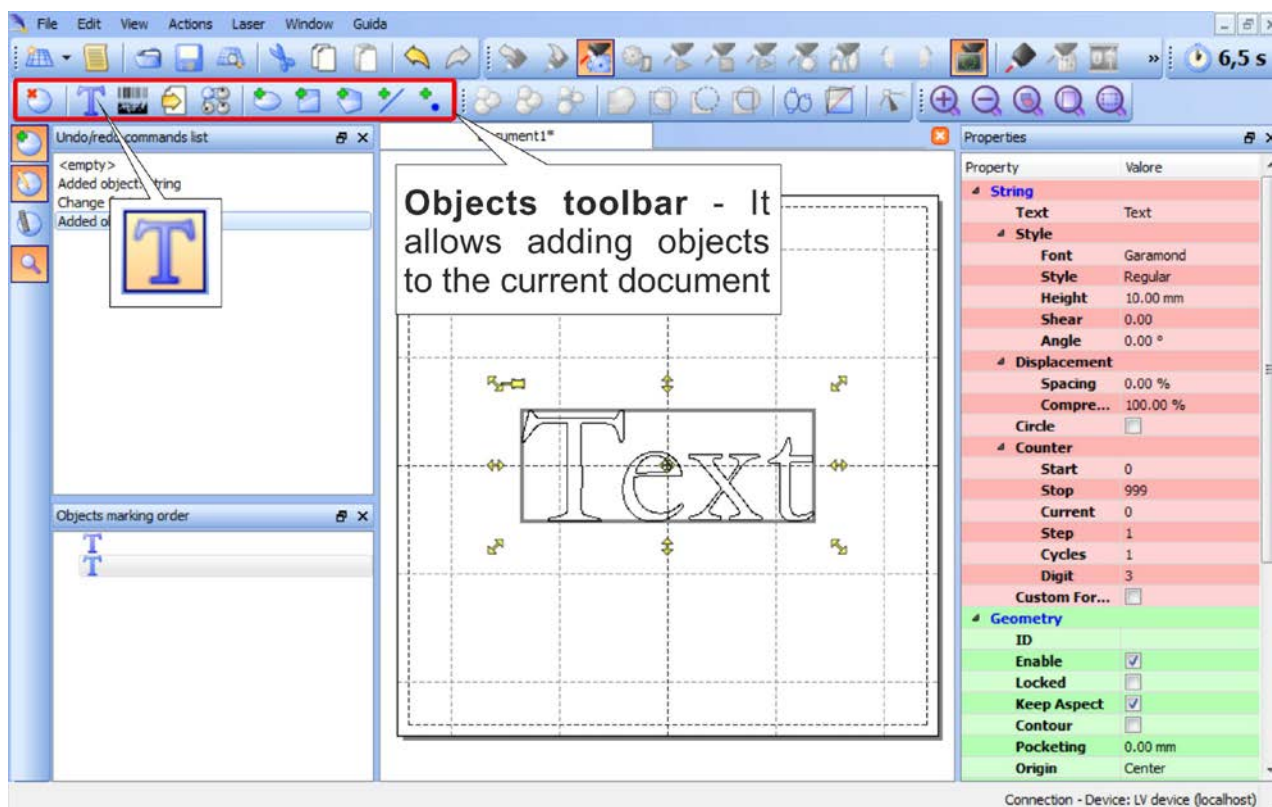 File Edit View Actions Laser Window Guida
» 6,5 s
Undo/redo commands list
<empty>
Added object: string
Change
Added
Document1*
Objects toolbar - It
allows adding objects
to the current document
T
Text
Objects marking order
T
T
Properties
Property Valore
String
Text Text
Style
Font Garamond
Style Regular
Height 10.00 mm
Shear 0.00
Angle 0.00 °
Displacement
Spacing 0.00 %
Compre... 100.00 %
Circle
Counter
Start 0
Stop 999
Current 0
Step 1
Cycles 1
Digit 3
Custom For...
Geometry
ID
Enable
Locked
Keep Aspect
Contour
Pocketing 0.00 mm
Origin Center
Connection - Device: LV device (localhost)